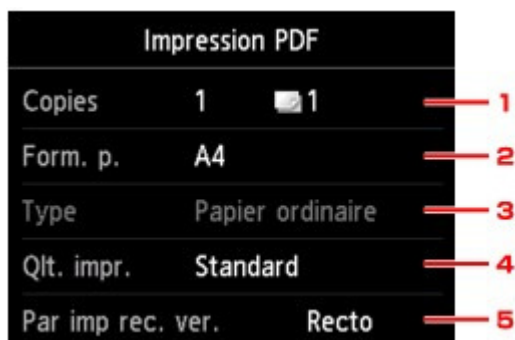 Impression PDF
Copies 1 1 1
Form. p. A4 2
Type Papier ordinaire 3
Qlt. impr. Standard 4
Par imp rec. ver. Recto 5